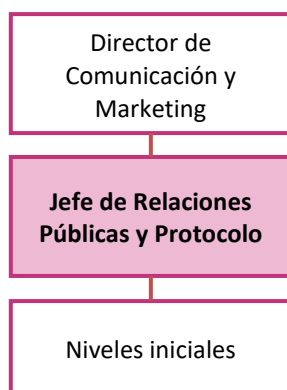 Director de
Comunicación y
Marketing
Jefe de Relaciones
Públicas y Protocolo
Niveles iniciales